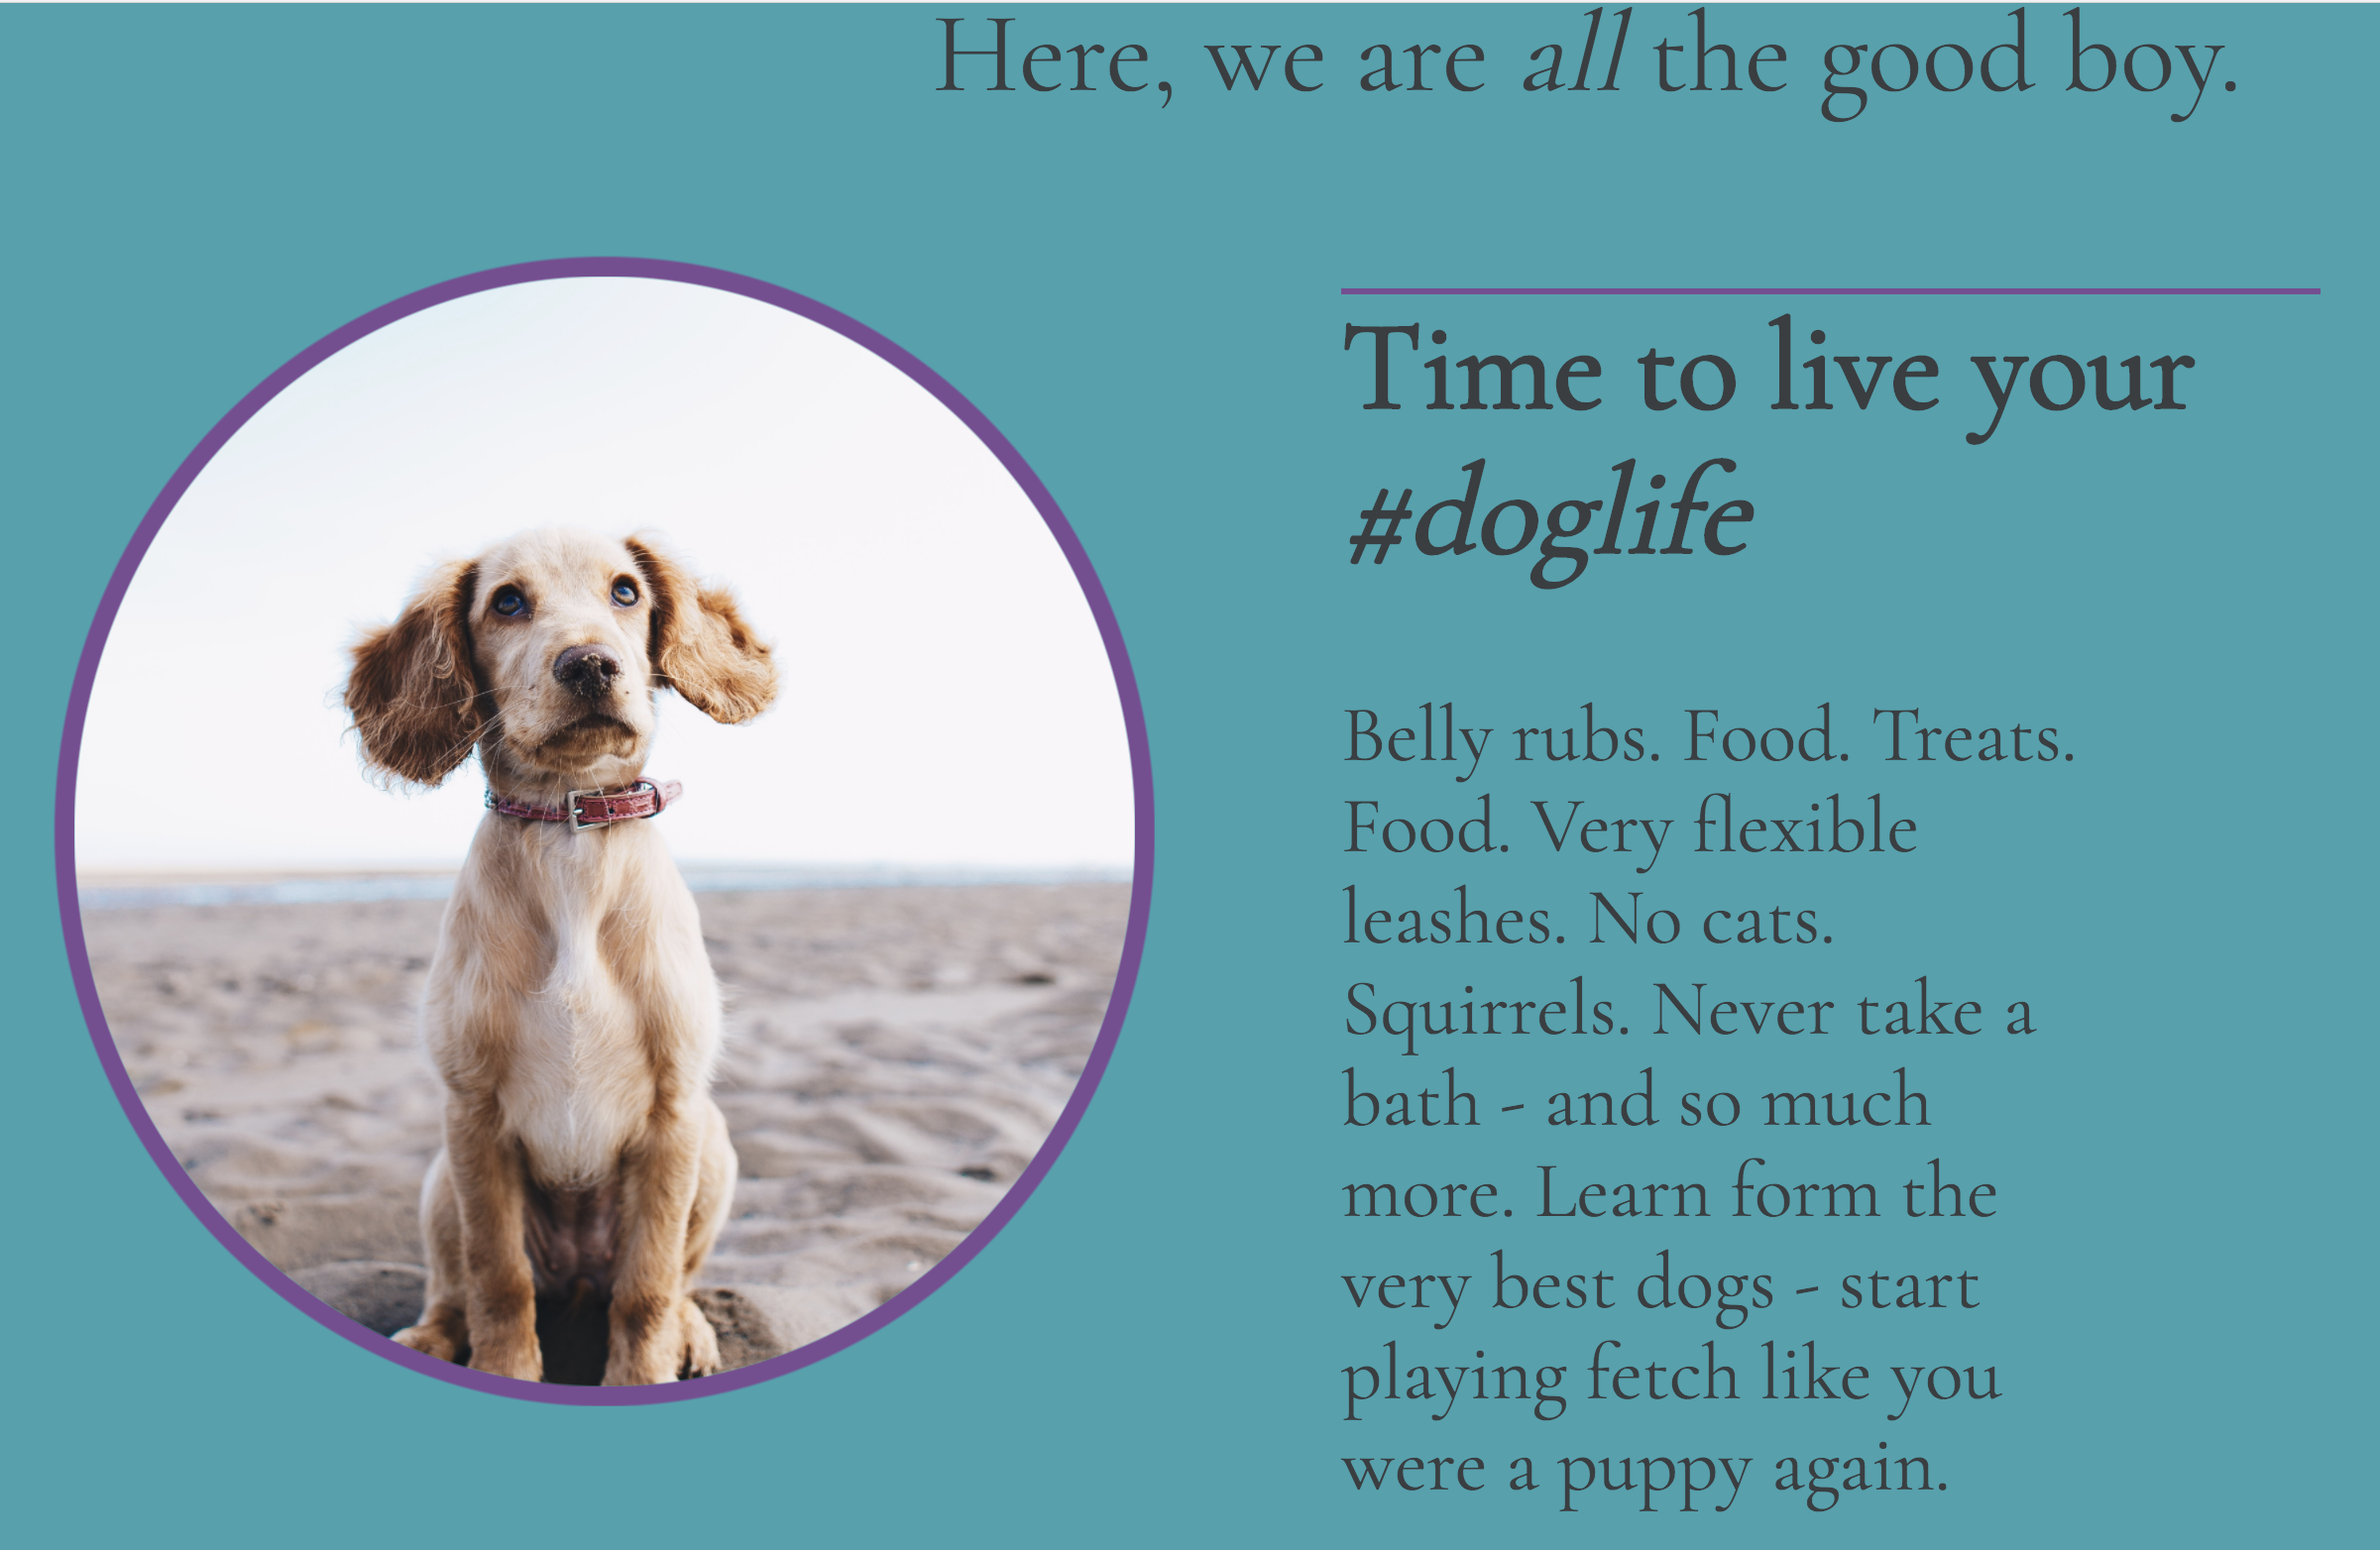 Here, we are all the good boy.
Time to live your
#doglife
Belly rubs. Food. Treats.
Food. Very flexible
leashes. No cats.
Squirrels. Never take a
bath - and so much
more. Learn form the
very best dogs - start
playing fetch like you
were a puppy again.